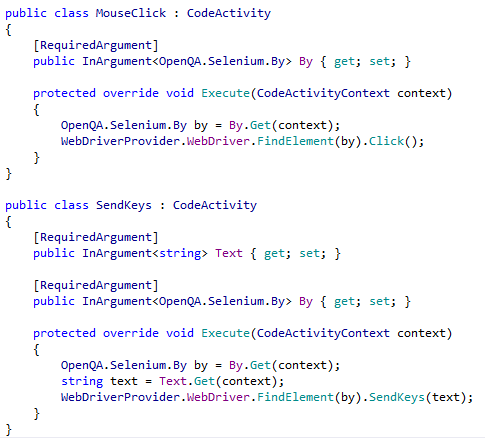 public class MouseClick : CodeActivity
{
    [RequiredArgument]
    public InArgument<OpenQA.Selenium.By> By { get; set; }

    protected override void Execute(CodeActivityContext context)
    {
        OpenQA.Selenium.By by = By.Get(context);
        WebDriverProvider.WebDriver.FindElement(by).Click();
    }
}

public class SendKeys : CodeActivity
{
    [RequiredArgument]
    public InArgument<string> Text { get; set; }

    [RequiredArgument]
    public InArgument<OpenQA.Selenium.By> By { get; set; }

    protected override void Execute(CodeActivityContext context)
    {
        OpenQA.Selenium.By by = By.Get(context);
        string text = Text.Get(context);
        WebDriverProvider.WebDriver.FindElement(by).SendKeys(text);
    }
}